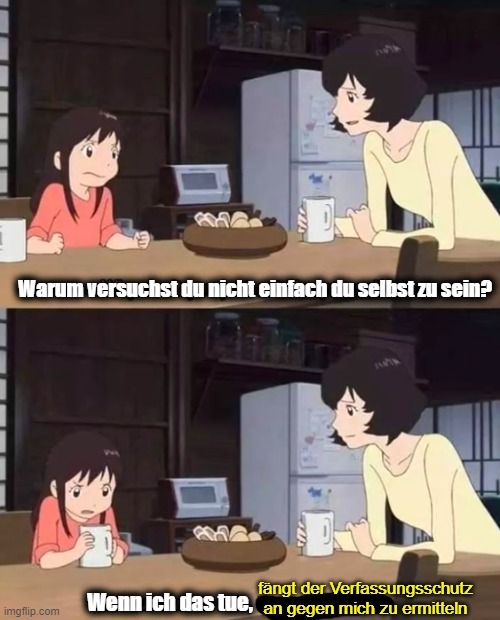 Warum versuchst du nicht einfach du selbst zu sein?
Wenn ich das tue, fängt der Verfassungsschutz
an gegen mich zu ermitteln
imgflip.com